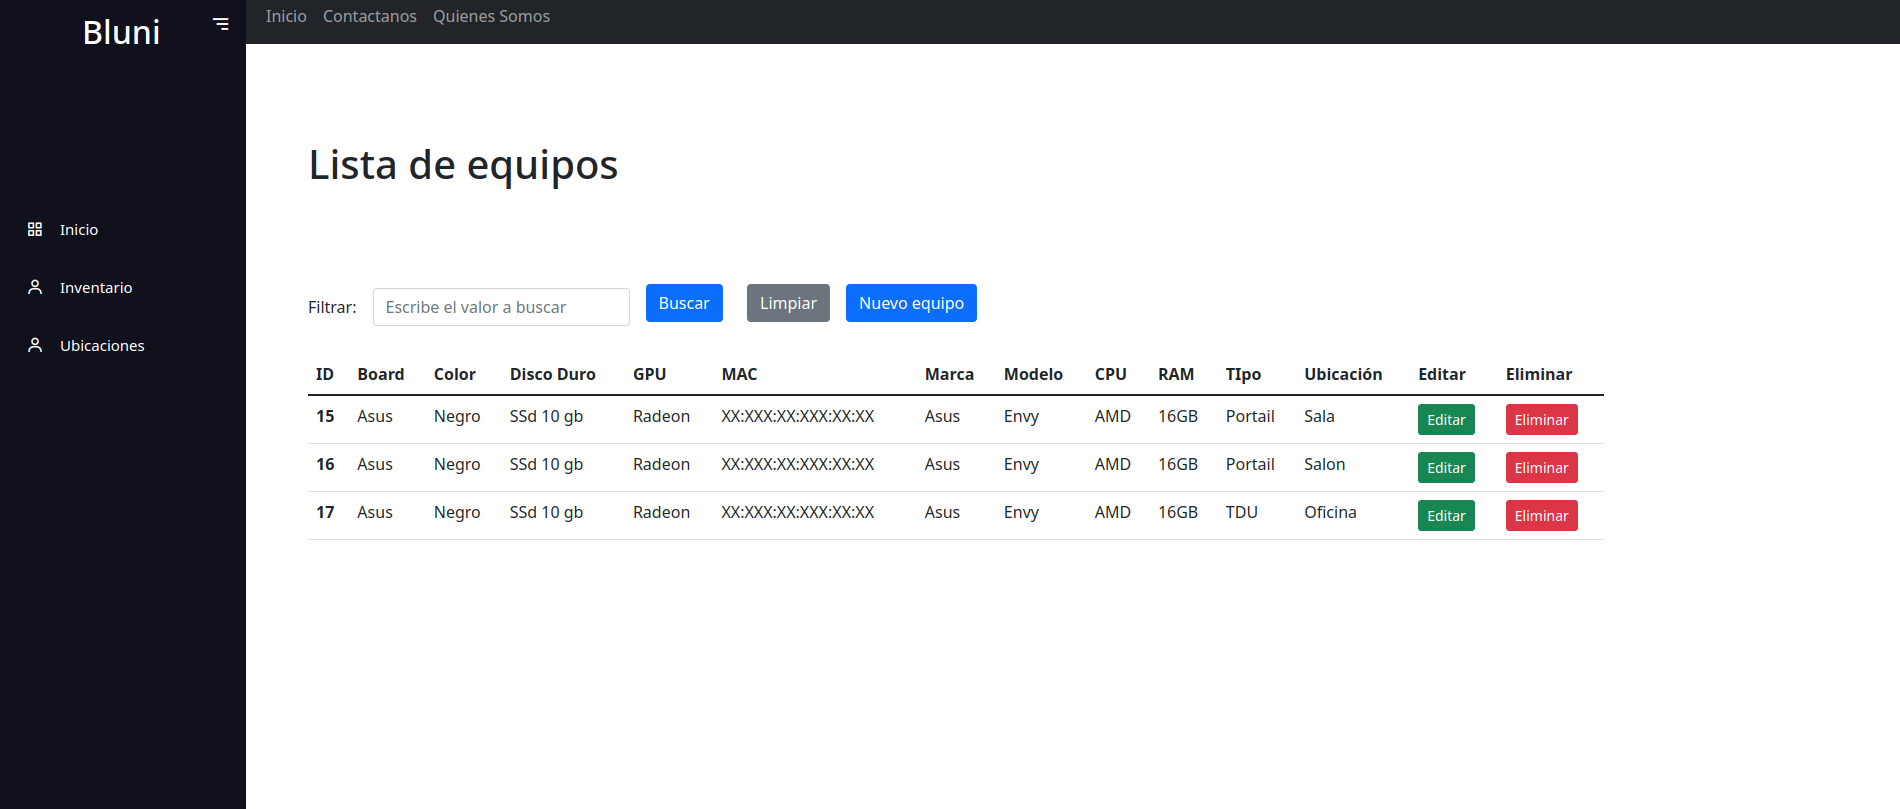 Bluni
Inicio Contactanos Quienes Somos
Inicio
Inventario
Ubicaciones
Lista de equipos
Filtrar: Escribe el valor a buscar Buscar Limpiar Nuevo equipo
ID Board Color Disco Duro GPU MAC Marca Modelo CPU RAM TIpo Ubicación Editar Eliminar
15 Asus Negro SSd 10 gb Radeon XX:XXX:XX:XXX:XX:XX Asus Envy AMD 16GB Portail Sala Editar Eliminar
16 Asus Negro SSd 10 gb Radeon XX:XXX:XX:XXX:XX:XX Asus Envy AMD 16GB Portail Salon Editar Eliminar
17 Asus Negro SSd 10 gb Radeon XX:XXX:XX:XXX:XX:XX Asus Envy AMD 16GB TDU Oficina Editar Eliminar